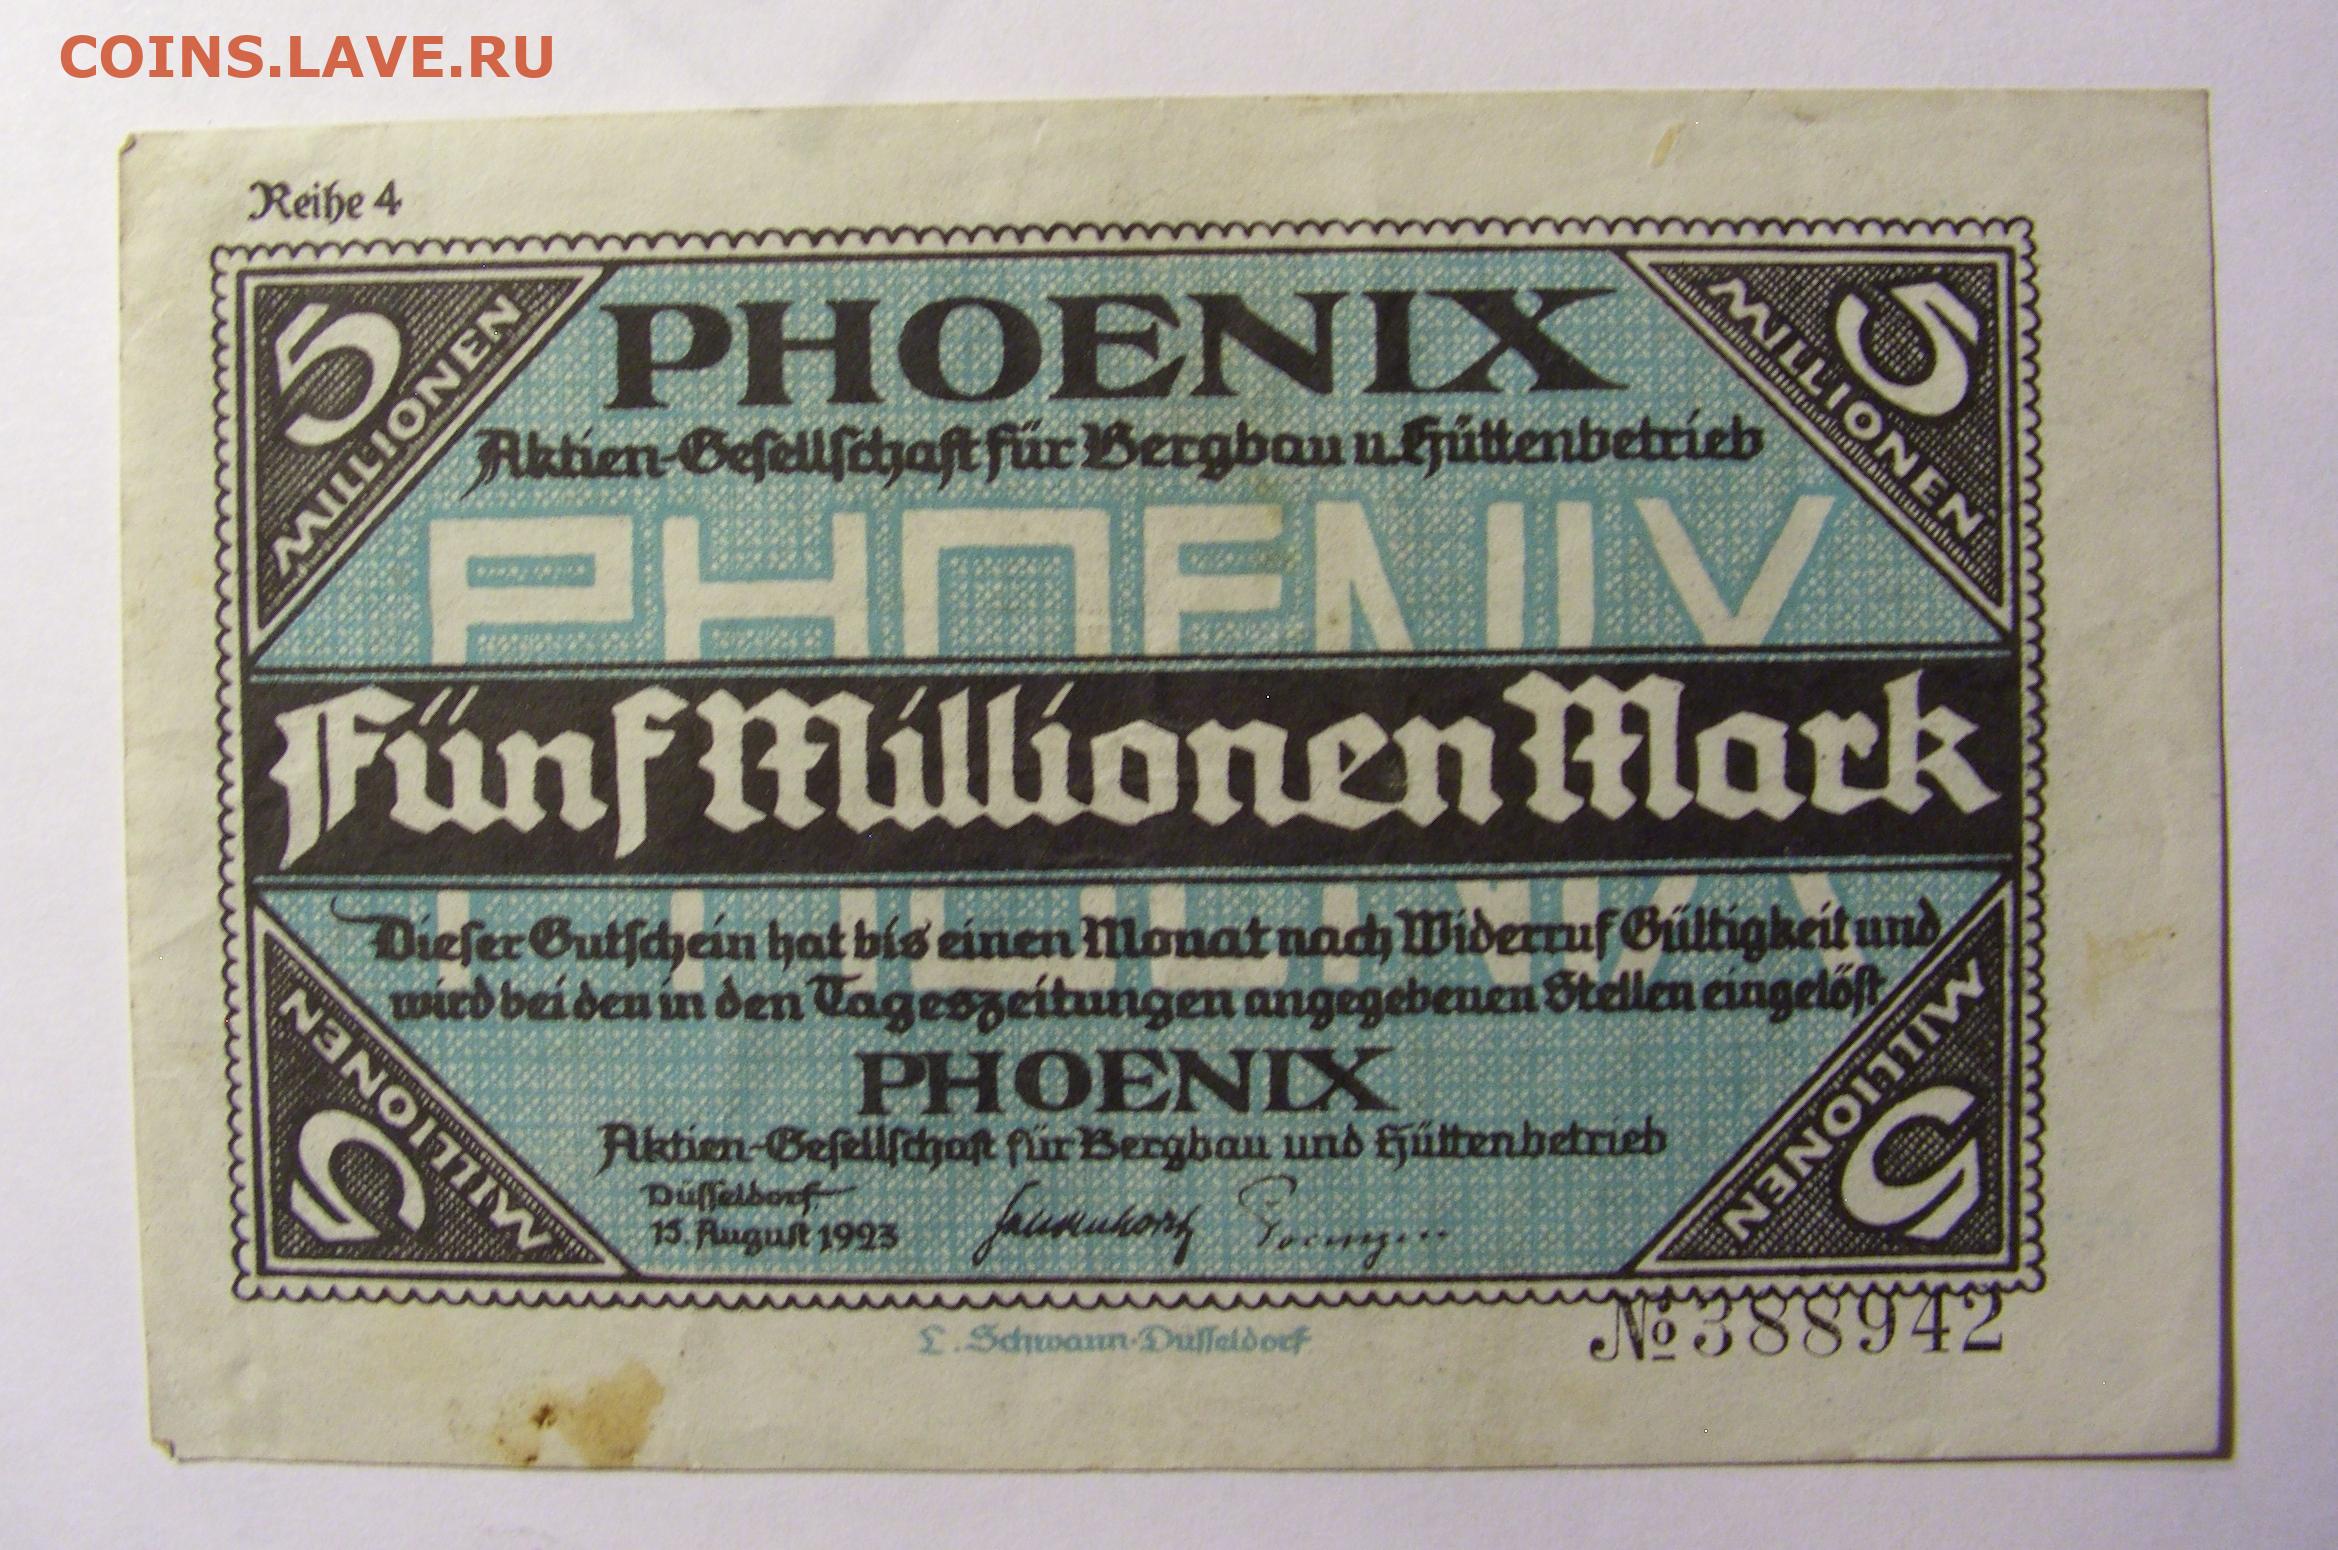 COINS.LAVE.RU
Reihe 4
5 MILLIONEN
5 MILLIONEN
PHOENIX
Aktien-Gesellschaft für Bergbau u. Hüttenbetrieb
PHOENIX
Fünf Millionen Mark
Dieser Gutschein hat bis einen Monat nach Widerruf Gültigkeit und
wird bei den in den Tageszeitungen angegebenen Stellen eingelöst
PHOENIX
Aktien-Gesellschaft für Bergbau und Hüttenbetrieb
Düsseldorf
15. August 1923
5 MILLIONEN
5 MILLIONEN
L. Schwann-Düsseldorf
No 388942